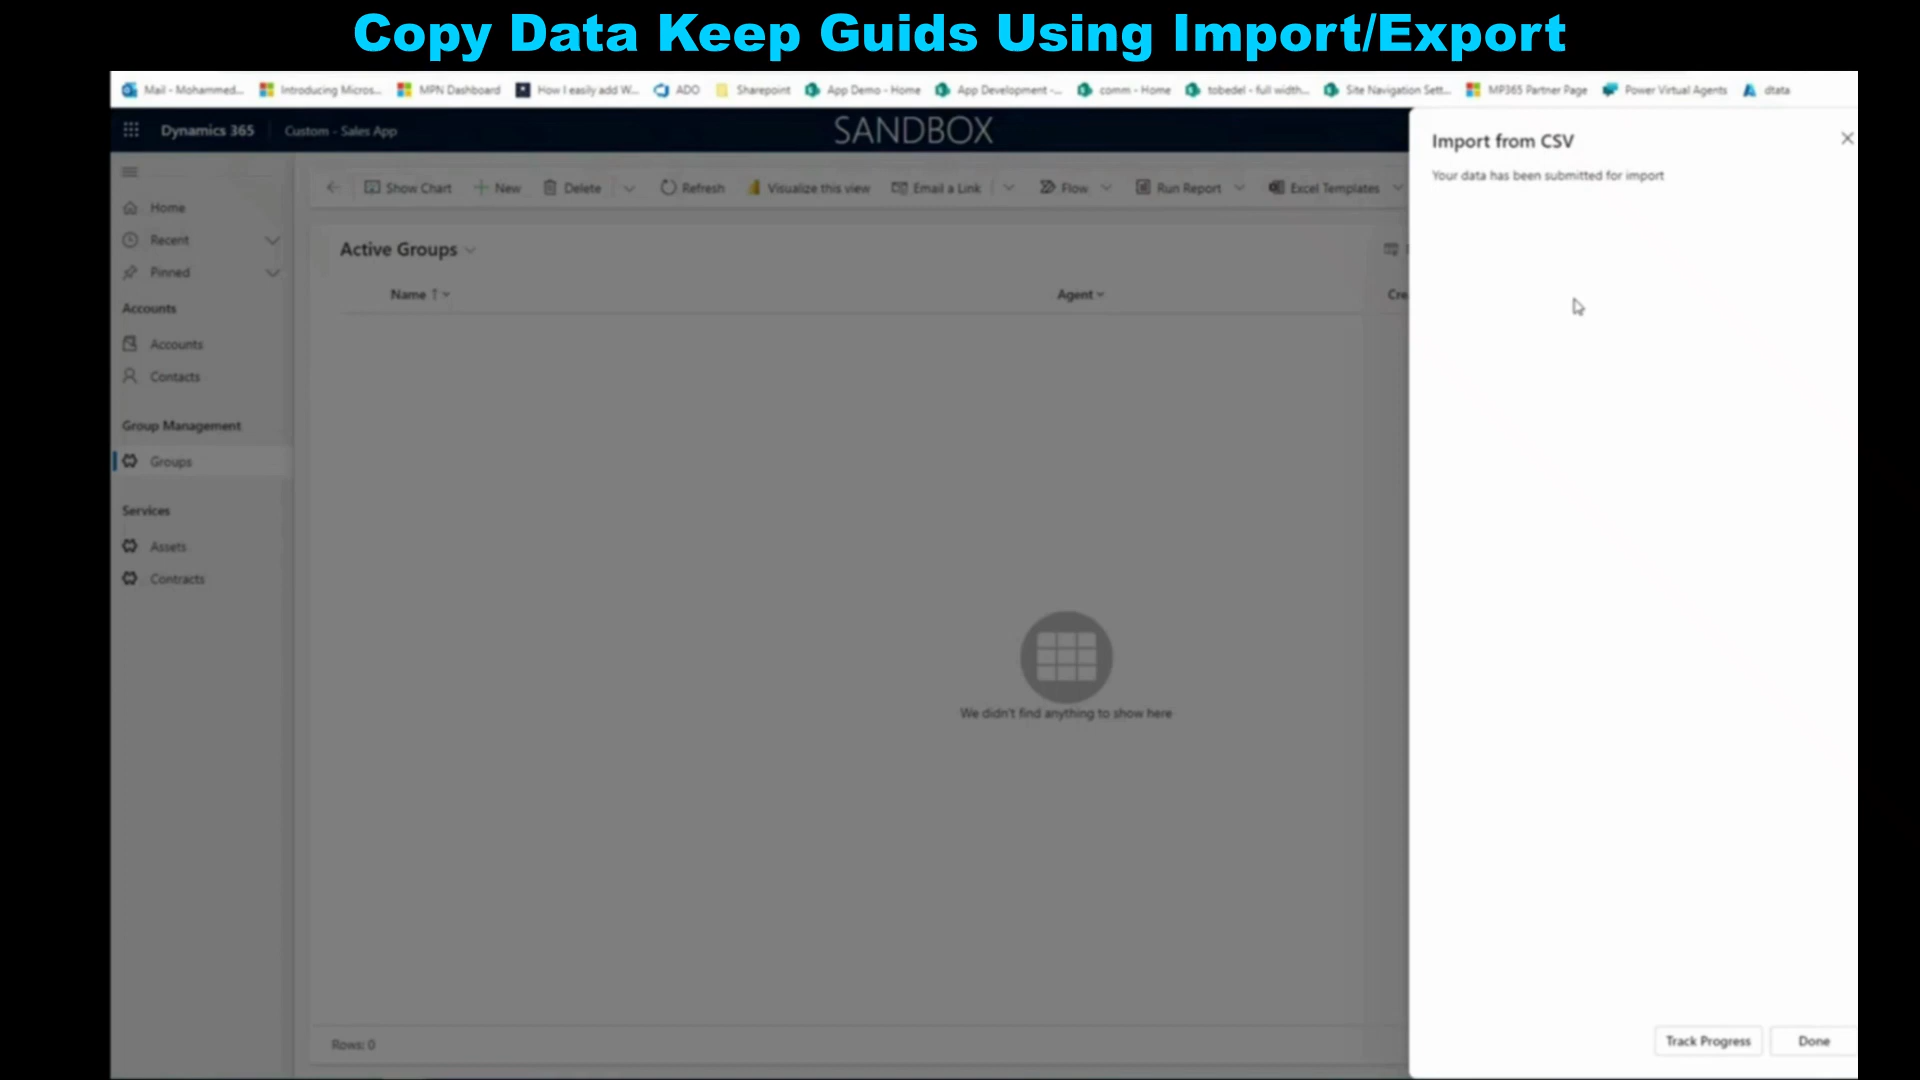 Copy Data Keep Guids Using Import/Export
Mail - Mohammed... Introducing Micros... MPN Dashboard How I easily add W... ADO Sharepoint App Demo - Home App Development -... comm - Home tobedel - full width... Site Navigation Sett... MP365 Partner Page Power Virtual Agents dtata
Dynamics 365 Custom - Sales App SANDBOX
Import from CSV
Your data has been submitted for import
Show Chart New Delete Refresh Visualize this view Email a Link Flow Run Report Excel Templates
Home
Recent
Pinned
Accounts
Accounts
Contacts
Group Management
Groups
Services
Assets
Contracts
Active Groups
Name Agent Cre
We didn't find anything to show here
Rows: 0
Track Progress Done